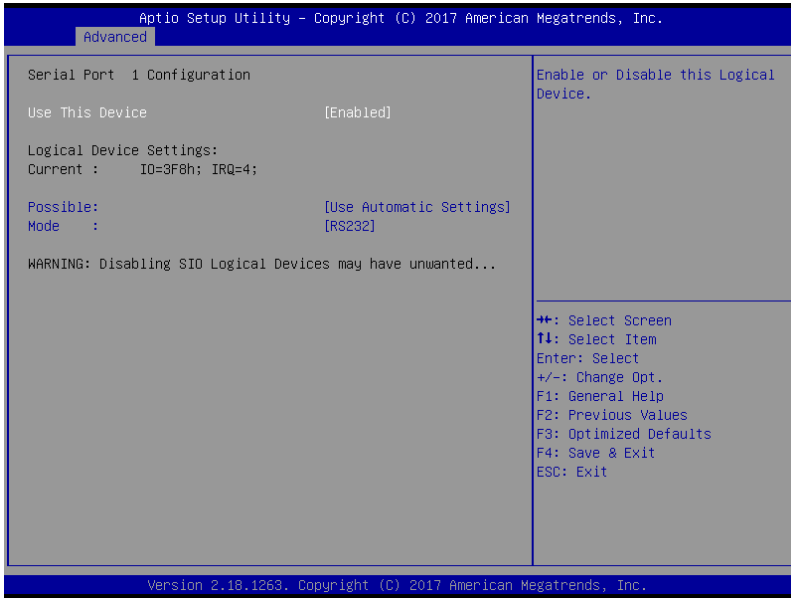 Aptio Setup Utility – Copyright (C) 2017 American Megatrends, Inc.
Advanced
Serial Port  1 Configuration
Use This Device [Enabled]
Logical Device Settings:
Current :  IO=3F8h; IRQ=4;
Possible: [Use Automatic Settings]
Mode : [RS232]
WARNING: Disabling SIO Logical Devices may have unwanted...
Enable or Disable this Logical
Device.
→←: Select Screen
↑↓: Select Item
Enter: Select
+/-: Change Opt.
F1: General Help
F2: Previous Values
F3: Optimized Defaults
F4: Save & Exit
ESC: Exit
Version 2.18.1263. Copyright (C) 2017 American Megatrends, Inc.